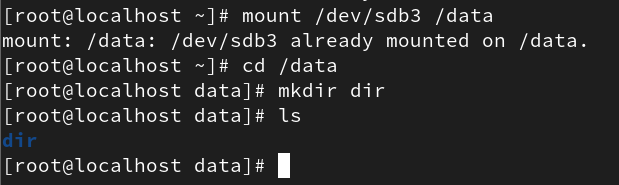 [root@localhost ~]# mount /dev/sdb3 /data
mount: /data: /dev/sdb3 already mounted on /data.
[root@localhost ~]# cd /data
[root@localhost data]# mkdir dir
[root@localhost data]# ls
dir
[root@localhost data]#